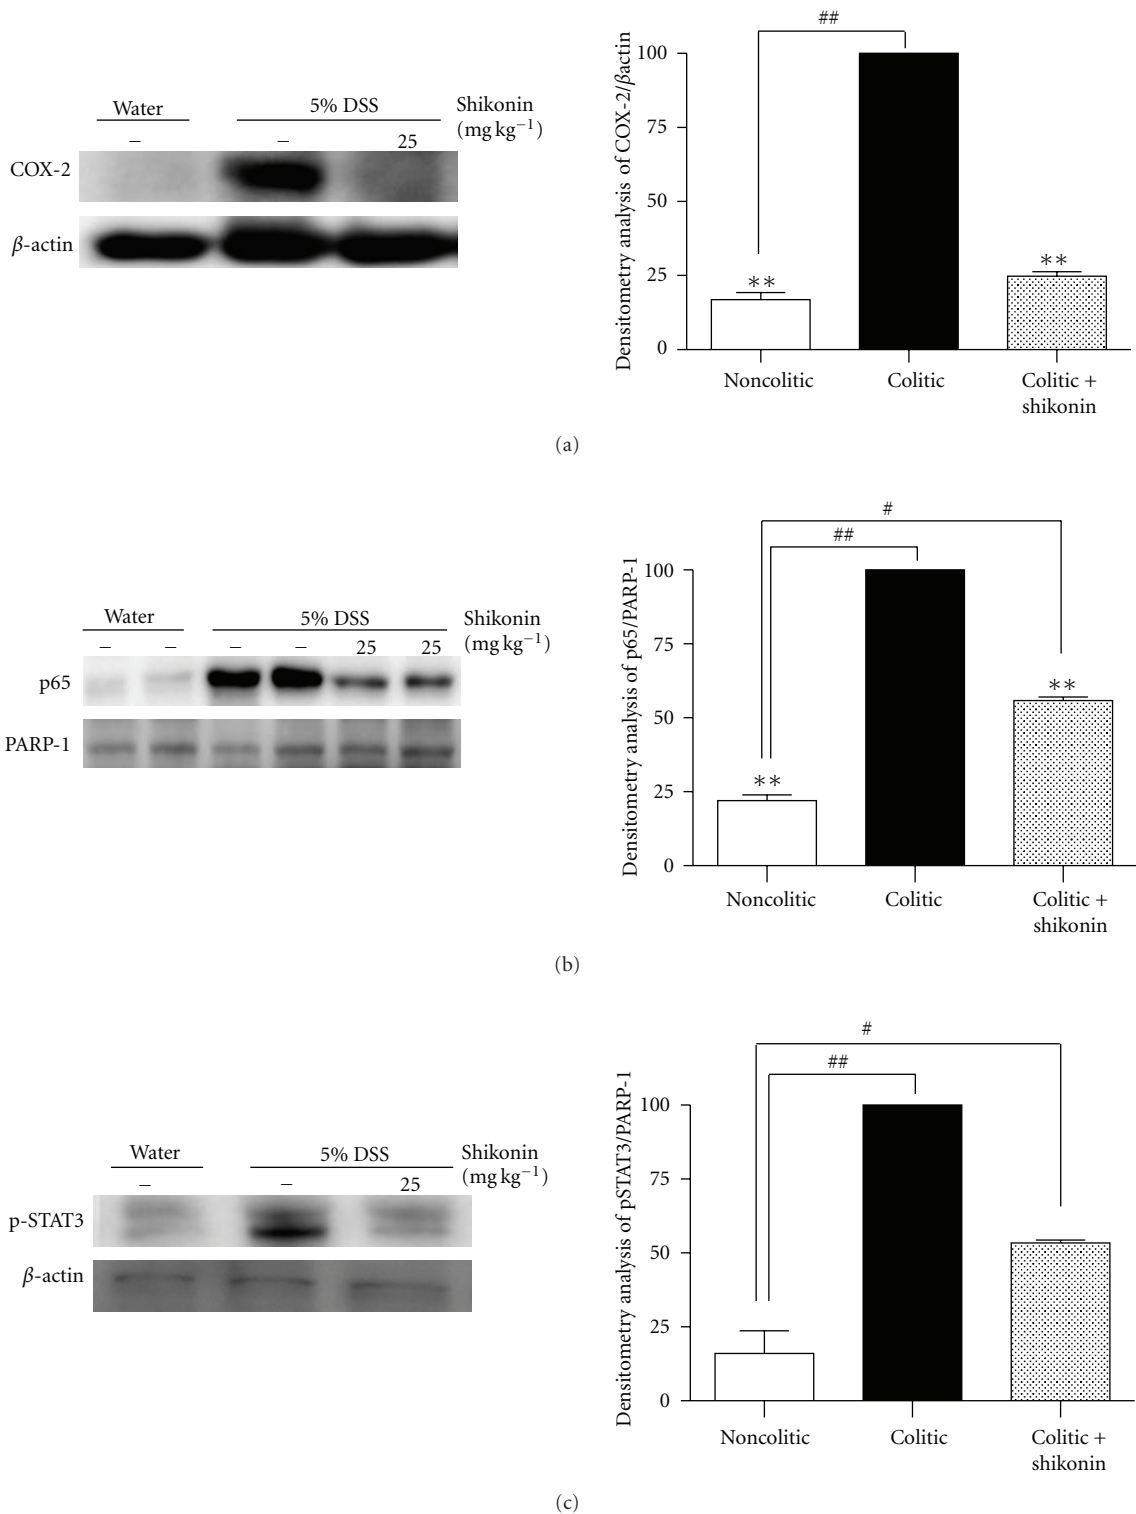 Water
5% DSS
Shikonin
(mg kg⁻¹)
–
–
25
COX-2
β-actin
Densitometry analysis of COX-2/βactin
100
75
50
25
0
##
**
**
Noncolitic
Colitic
Colitic +
shikonin
(a)
Water
5% DSS
Shikonin
(mg kg⁻¹)
–
–
–
–
25
25
p65
PARP-1
Densitometry analysis of p65/PARP-1
100
75
50
25
0
#
##
**
**
Noncolitic
Colitic
Colitic +
shikonin
(b)
Water
5% DSS
Shikonin
(mg kg⁻¹)
–
–
25
p-STAT3
β-actin
Densitometry analysis of pSTAT3/PARP-1
100
75
50
25
0
#
##
Noncolitic
Colitic
Colitic +
shikonin
(c)